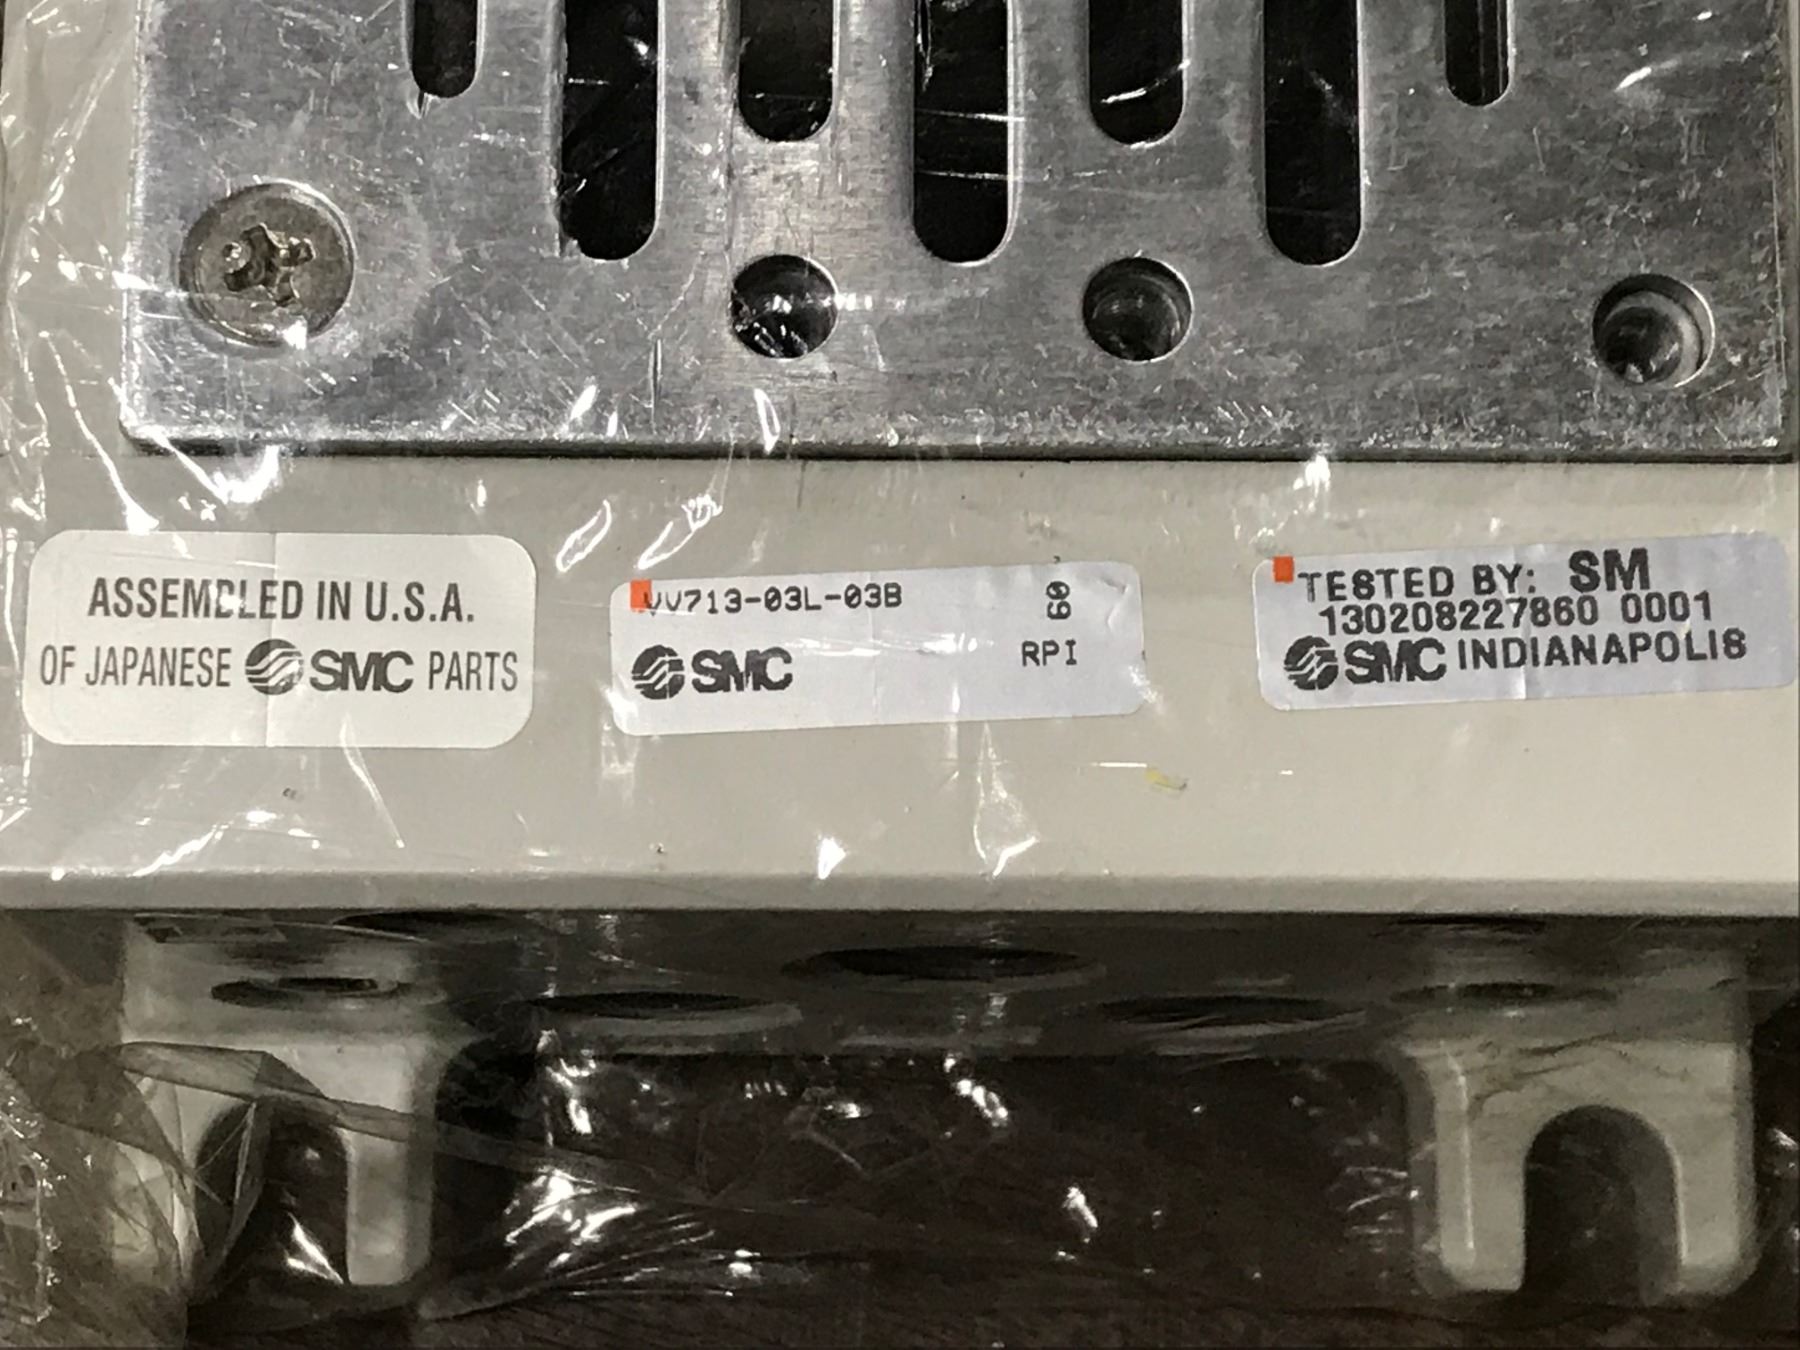 ASSEMBLED IN U.S.A.
OF JAPANESE SMC PARTS
VV713-03L-03B
60
SMC
RPI
TESTED BY: SM
130208227860 0001
SMC INDIANAPOLIS